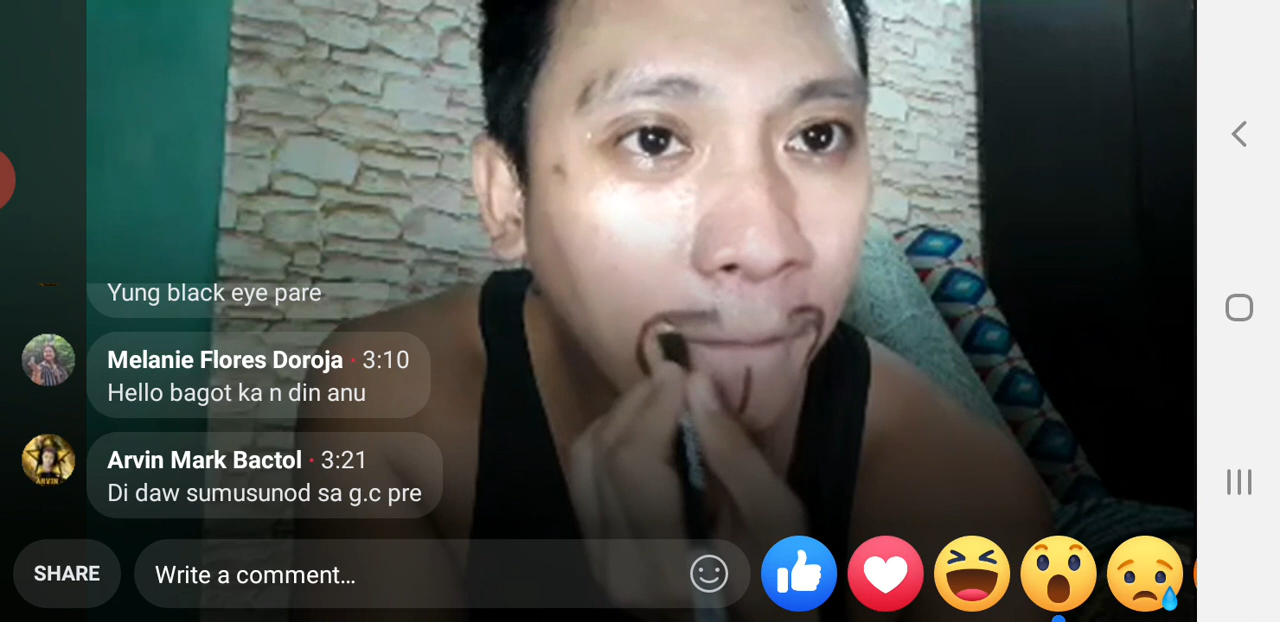 Yung black eye pare
Melanie Flores Doroja · 3:10
Hello bagot ka n din anu
Arvin Mark Bactol · 3:21
Di daw sumusunod sa g.c pre
SHARE
Write a comment...